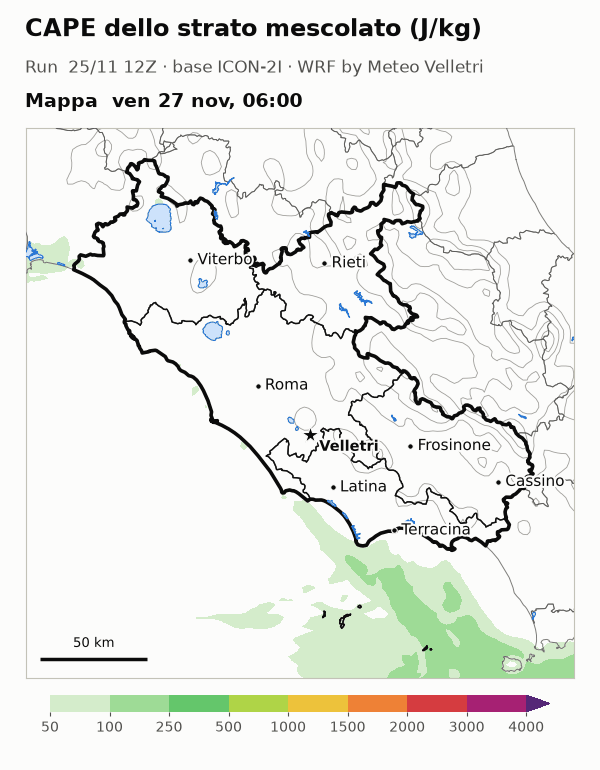 CAPE dello strato mescolato (J/kg)
Run  25/11 12Z · base ICON-2I · WRF by Meteo Velletri
Mappa  ven 27 nov, 06:00
Viterbo
Rieti
Roma
Velletri
Frosinone
Cassino
Latina
Terracina
50 km
50 100 250 500 1000 1500 2000 3000 4000